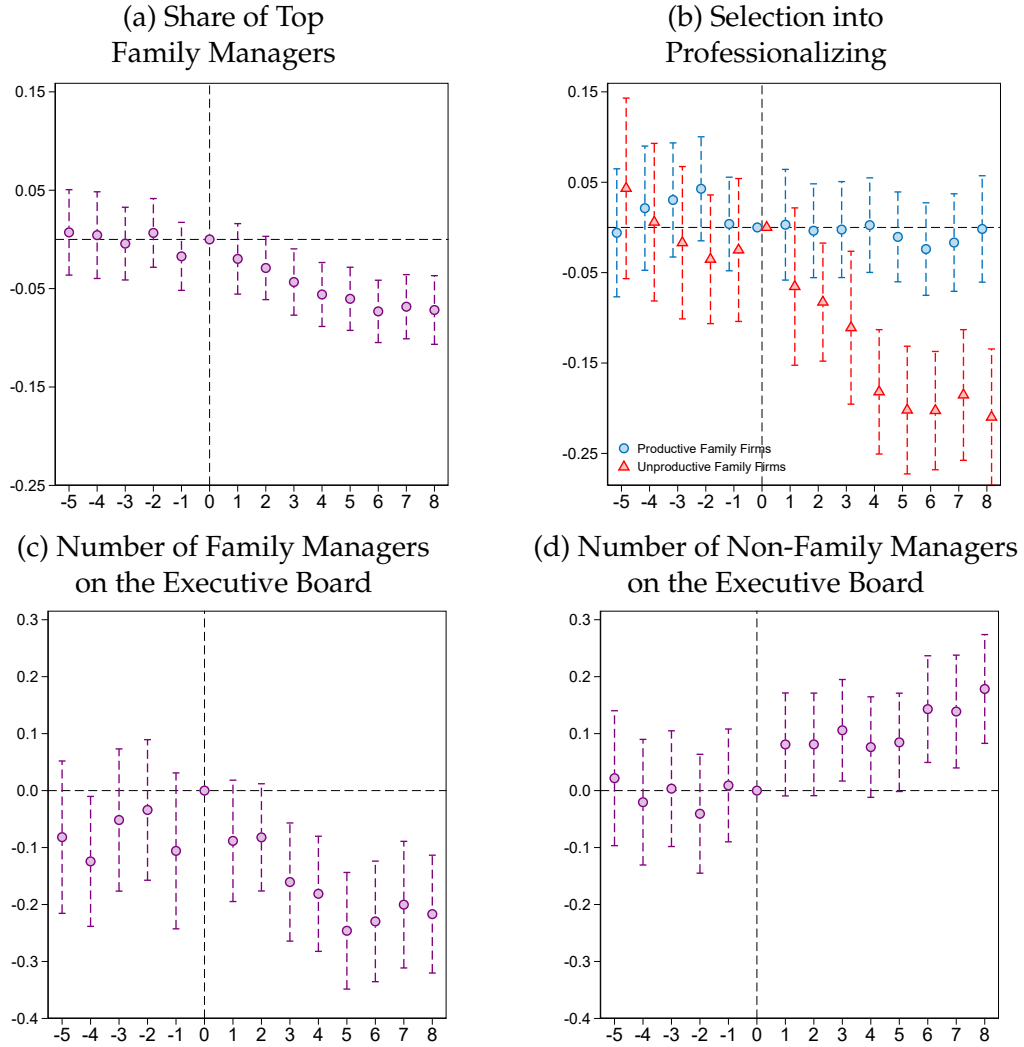 (a) Share of Top
Family Managers
0.15
0.05
-0.05
-0.15
-0.25
-5 -4 -3 -2 -1 0 1 2 3 4 5 6 7 8
(b) Selection into
Professionalizing
0.15
0.05
-0.05
-0.15
-0.25
Productive Family Firms
Unproductive Family Firms
-5 -4 -3 -2 -1 0 1 2 3 4 5 6 7 8
(c) Number of Family Managers
on the Executive Board
0.3
0.2
0.1
0.0
-0.1
-0.2
-0.3
-0.4
-5 -4 -3 -2 -1 0 1 2 3 4 5 6 7 8
(d) Number of Non-Family Managers
on the Executive Board
0.3
0.2
0.1
0.0
-0.1
-0.2
-0.3
-0.4
-5 -4 -3 -2 -1 0 1 2 3 4 5 6 7 8